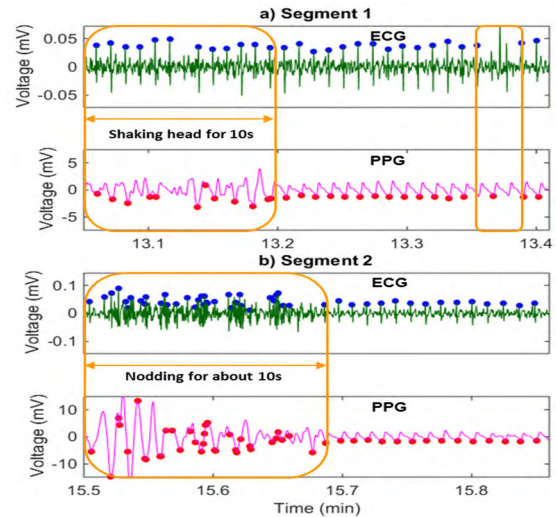 a) Segment 1
ECG
Voltage (mV)
0.05
0
-0.05
Shaking head for 10s
PPG
Voltage (mV)
5
0
-5
13.1
13.2
13.3
13.4
b) Segment 2
ECG
Voltage (mV)
0.1
0
-0.1
Nodding for about 10s
PPG
Voltage (mV)
10
0
-10
15.5
15.6
15.7
15.8
Time (min)